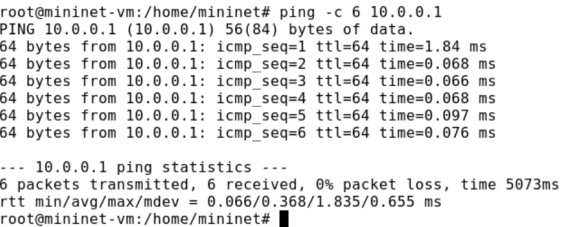 root@mininet-vm:/home/mininet# ping -c 6 10.0.0.1
PING 10.0.0.1 (10.0.0.1) 56(84) bytes of data.
64 bytes from 10.0.0.1: icmp_seq=1 ttl=64 time=1.84 ms
64 bytes from 10.0.0.1: icmp_seq=2 ttl=64 time=0.068 ms
64 bytes from 10.0.0.1: icmp_seq=3 ttl=64 time=0.066 ms
64 bytes from 10.0.0.1: icmp_seq=4 ttl=64 time=0.068 ms
64 bytes from 10.0.0.1: icmp_seq=5 ttl=64 time=0.097 ms
64 bytes from 10.0.0.1: icmp_seq=6 ttl=64 time=0.076 ms

--- 10.0.0.1 ping statistics ---
6 packets transmitted, 6 received, 0% packet loss, time 5073ms
rtt min/avg/max/mdev = 0.066/0.368/1.835/0.655 ms
root@mininet-vm:/home/mininet#